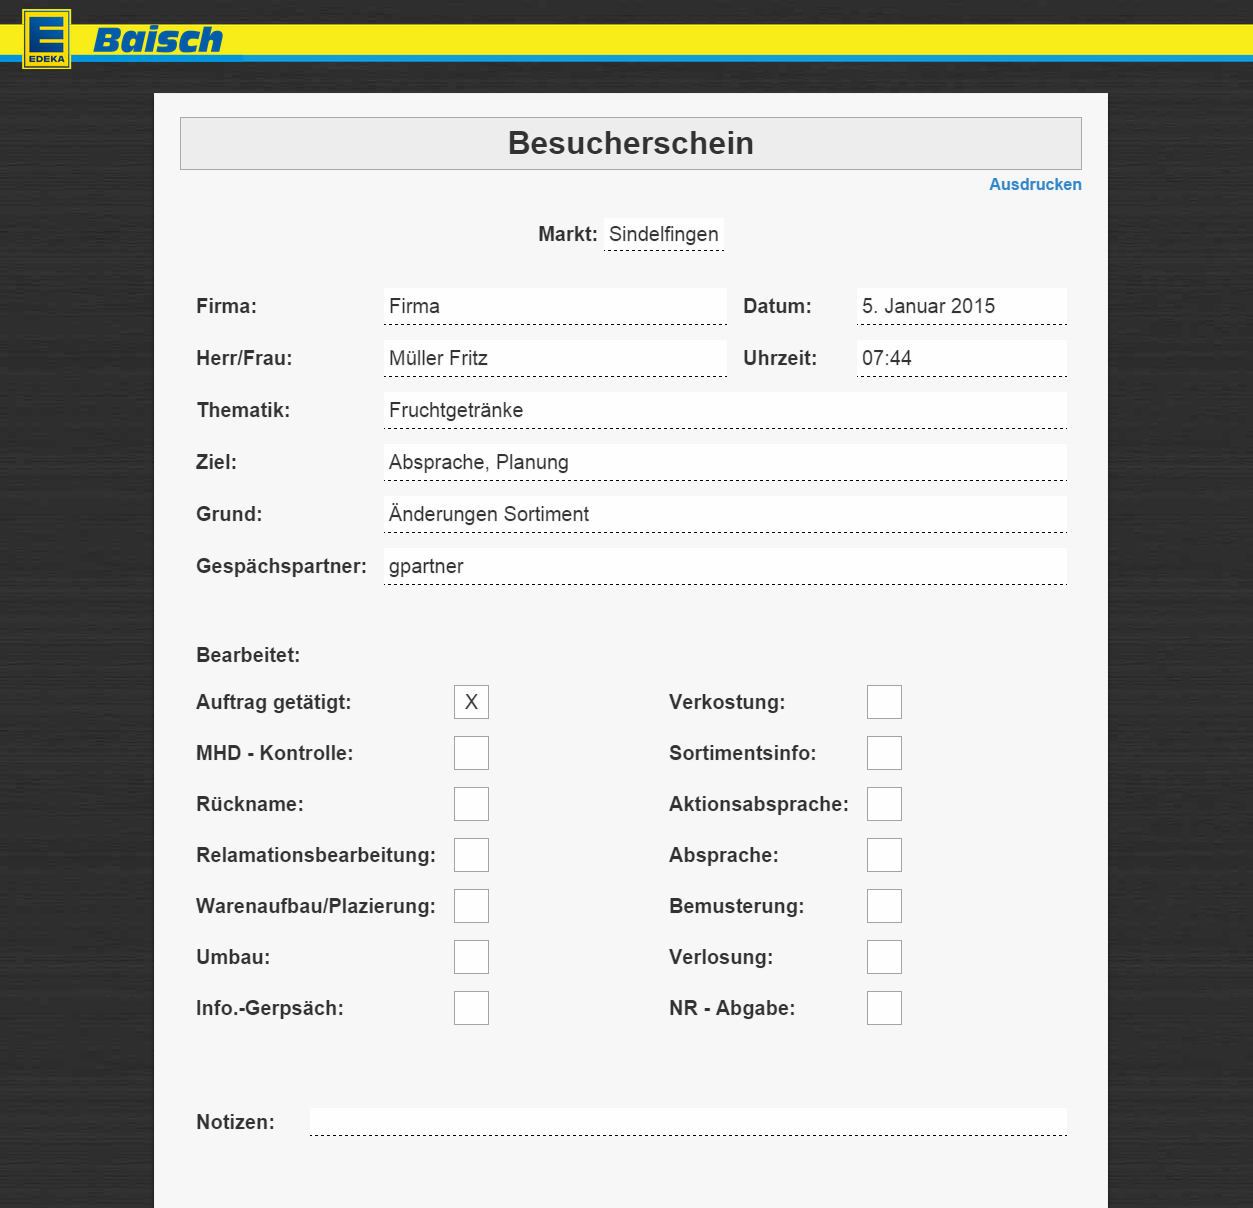 EDEKA
Baisch
Besucherschein
Ausdrucken
Markt: Sindelfingen
Firma: Firma Datum: 5. Januar 2015
Herr/Frau: Müller Fritz Uhrzeit: 07:44
Thematik: Fruchtgetränke
Ziel: Absprache, Planung
Grund: Änderungen Sortiment
Gespächspartner: gpartner
Bearbeitet:
Auftrag getätigt: X Verkostung:
MHD - Kontrolle: Sortimentsinfo:
Rückname: Aktionsabsprache:
Relamationsbearbeitung: Absprache:
Warenaufbau/Plazierung: Bemusterung:
Umbau: Verlosung:
Info.-Gerpsäch: NR - Abgabe:
Notizen: